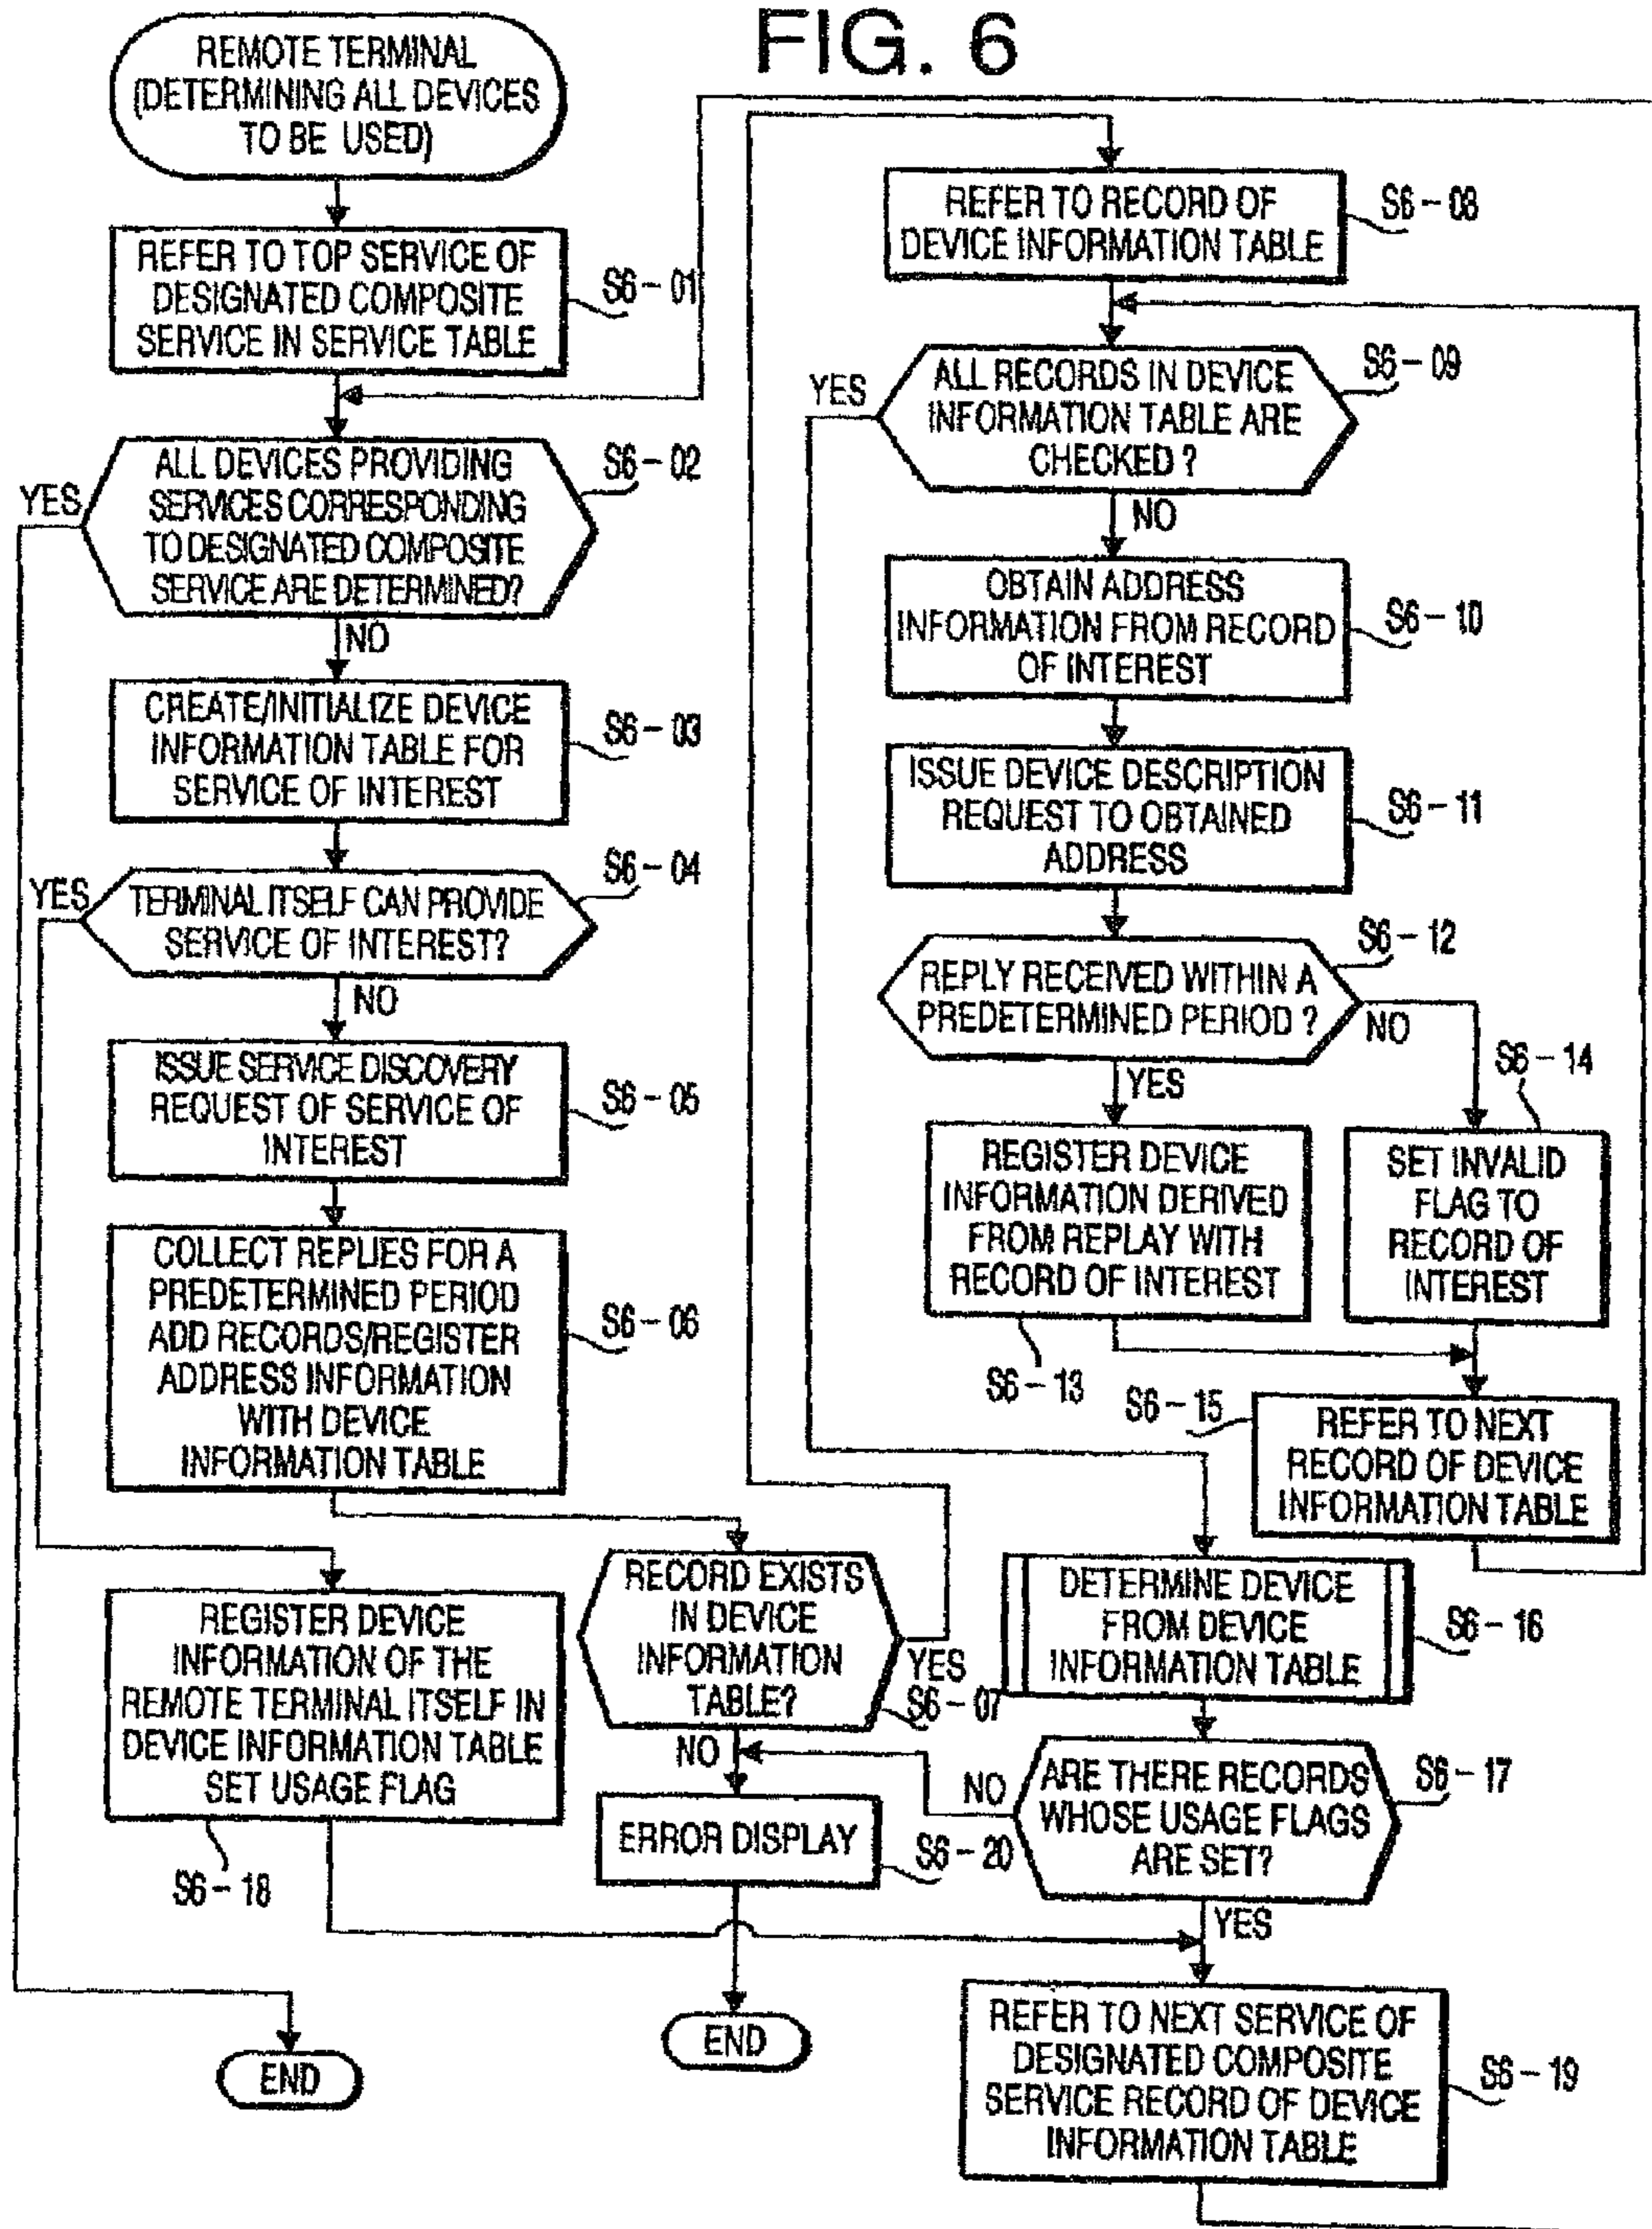 FIG. 6
REMOTE TERMINAL
(DETERMINING ALL DEVICES
TO BE USED)
REFER TO TOP SERVICE OF
DESIGNATED COMPOSITE
SERVICE IN SERVICE TABLE
S6-01
ALL DEVICES PROVIDING
SERVICES CORRESPONDING
TO DESIGNATED COMPOSITE
SERVICE ARE DETERMINED?
S6-02
YES
NO
CREATE/INITIALIZE DEVICE
INFORMATION TABLE FOR
SERVICE OF INTEREST
S6-03
TERMINAL ITSELF CAN PROVIDE
SERVICE OF INTEREST?
S6-04
YES
NO
ISSUE SERVICE DISCOVERY
REQUEST OF SERVICE OF
INTEREST
S6-05
COLLECT REPLIES FOR A
PREDETERMINED PERIOD
ADD RECORDS/REGISTER
ADDRESS INFORMATION
WITH DEVICE
INFORMATION TABLE
S6-06
REGISTER DEVICE
INFORMATION OF THE
REMOTE TERMINAL ITSELF IN
DEVICE INFORMATION TABLE
SET USAGE FLAG
S6-18
END
RECORD EXISTS
IN DEVICE
INFORMATION
TABLE?
YES
S6-07
NO
ERROR DISPLAY
S6-20
END
REFER TO RECORD OF
DEVICE INFORMATION TABLE
S6-08
ALL RECORDS IN DEVICE
INFORMATION TABLE ARE
CHECKED ?
S6-09
YES
NO
OBTAIN ADDRESS
INFORMATION FROM RECORD
OF INTEREST
S6-10
ISSUE DEVICE DESCRIPTION
REQUEST TO OBTAINED
ADDRESS
S6-11
REPLY RECEIVED WITHIN A
PREDETERMINED PERIOD ?
S6-12
NO
YES
REGISTER DEVICE
INFORMATION DERIVED
FROM REPLAY WITH
RECORD OF INTEREST
S6-13
S6-14
SET INVALID
FLAG TO
RECORD OF
INTEREST
S6-15
REFER TO NEXT
RECORD OF DEVICE
INFORMATION TABLE
DETERMINE DEVICE
FROM DEVICE
INFORMATION TABLE
S6-16
ARE THERE RECORDS
WHOSE USAGE FLAGS
ARE SET?
S6-17
NO
YES
REFER TO NEXT SERVICE OF
DESIGNATED COMPOSITE
SERVICE RECORD OF DEVICE
INFORMATION TABLE
S6-19